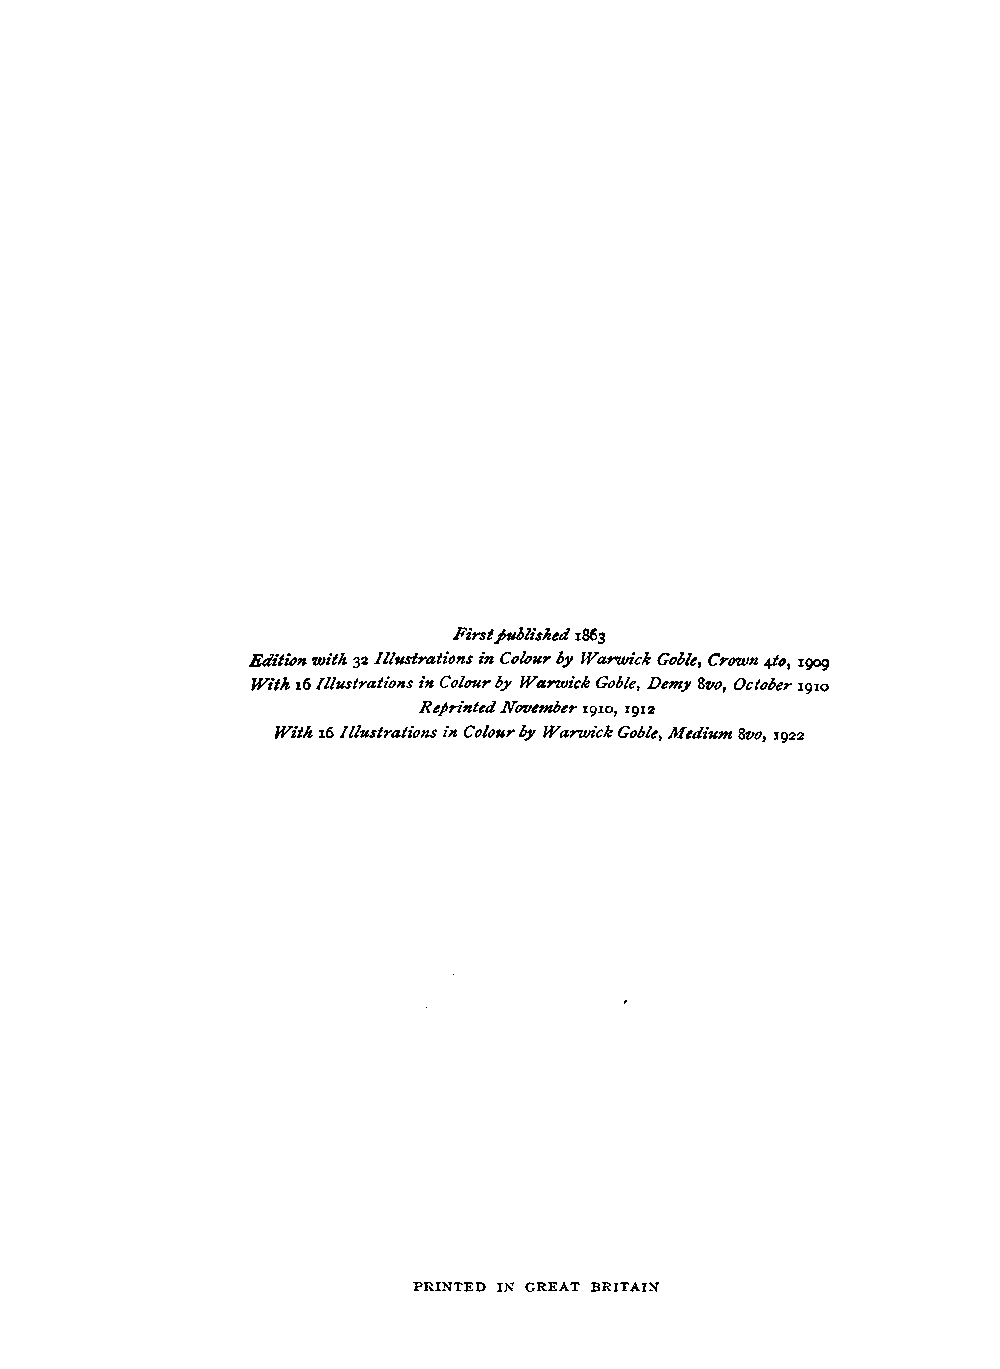 First published 1863
Edition with 32 Illustrations in Colour by Warwick Goble, Crown 4to, 1909
With 16 Illustrations in Colour by Warwick Goble, Demy 8vo, October 1910
Reprinted November 1910, 1912
With 16 Illustrations in Colour by Warwick Goble, Medium 8vo, 1922
PRINTED IN GREAT BRITAIN